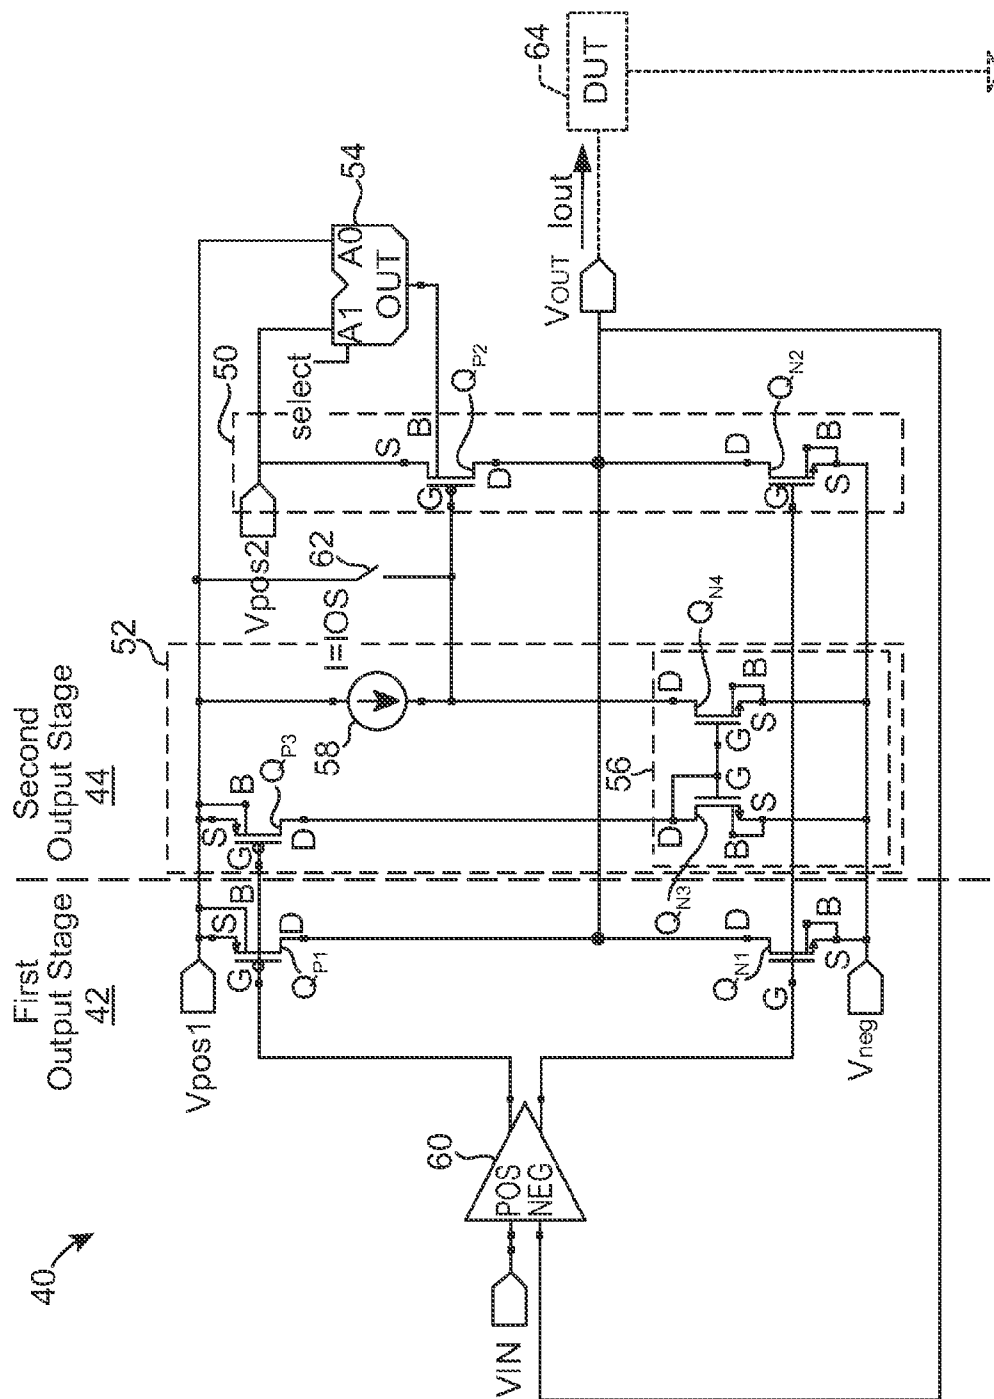 40
First
Output Stage
42
Second
Output Stage
44
52
50
54
Vpos1
Vpos2
select
A1
A0
OUT
S
B
G
D
QP1
S
B
G
D
QP3
58
I=IOS
62
S
B
G
D
QP2
VOUT
Iout
64
DUT
60
POS
NEG
VIN
56
D
G
B
S
QN3
D
G
B
S
QN4
D
G
B
S
QN1
D
G
B
S
QN2
Vneg